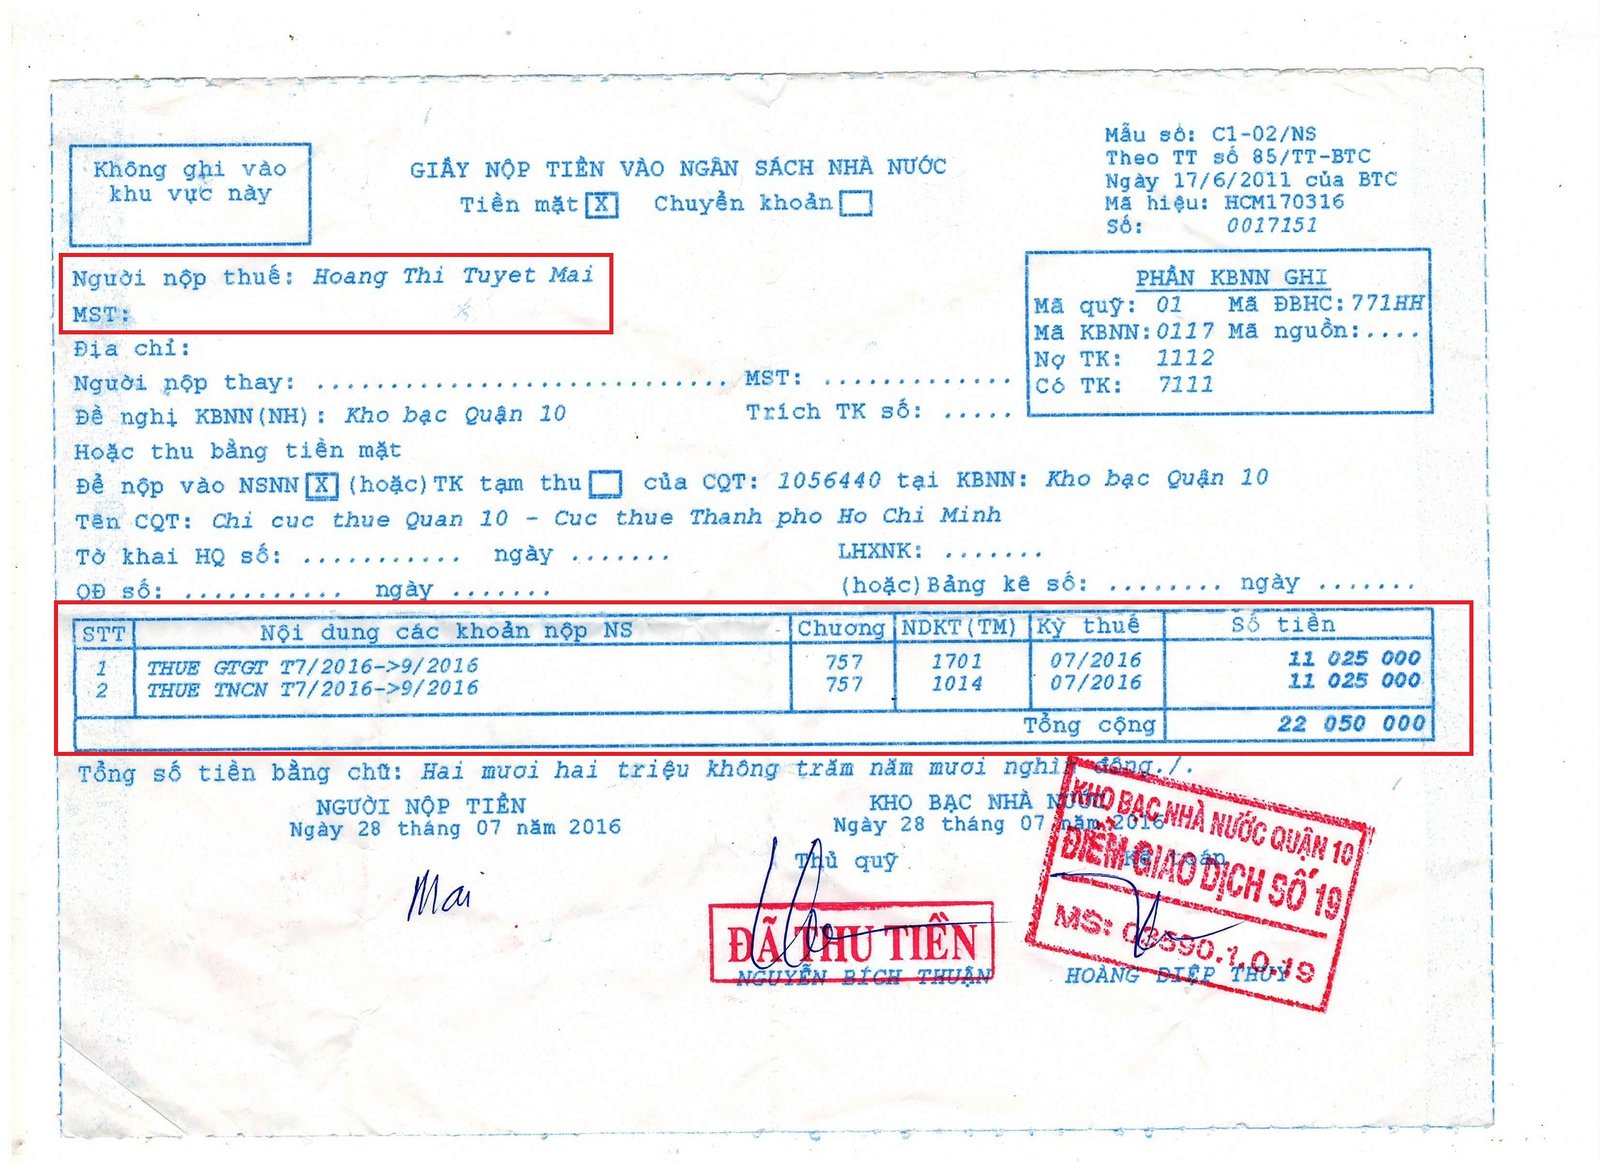 Không ghi vào
khu vực này
GIẤY NỘP TIỀN VÀO NGÂN SÁCH NHÀ NƯỚC
Tiền mặt [X] Chuyển khoản [ ]
Mẫu số: C1-02/NS
Theo TT số 85/TT-BTC
Ngày 17/6/2011 của BTC
Mã hiệu: HCM170316
Số: 0017151
Người nộp thuế: Hoang Thi Tuyet Mai
MST:
Địa chỉ:
Người nộp thay: ............................ MST: .............
Đề nghị KBNN(NH): Kho bạc Quận 10 Trích TK số: .....
Hoặc thu bằng tiền mặt
PHẦN KBNN GHI
Mã quỹ: 01 Mã ĐBHC: 771HH
Mã KBNN: 0117 Mã nguồn:....
Nợ TK: 1112
Có TK: 7111
Để nộp vào NSNN [X] (hoặc)TK tạm thu [ ] của CQT: 1056440 tại KBNN: Kho bạc Quận 10
Tên CQT: Chi cuc thue Quan 10 - Cuc thue Thanh pho Ho Chi Minh
Tờ khai HQ số: ........... ngày ....... LHXNK: .......
QĐ số: ........... ngày ....... (hoặc)Bảng kê số: ........ ngày .......
STT Nội dung các khoản nộp NS Chương NDKT(TM) Kỳ thuế Số tiền
1 THUE GTGT T7/2016->9/2016 757 1701 07/2016 11 025 000
2 THUE TNCN T7/2016->9/2016 757 1014 07/2016 11 025 000
Tổng cộng 22 050 000
Tổng số tiền bằng chữ: Hai mươi hai triệu không trăm năm mươi nghìn đồng./.
NGƯỜI NỘP TIỀN KHO BẠC NHÀ NƯỚC
Ngày 28 tháng 07 năm 2016 Ngày 28 tháng 07 năm 2016
Thủ quỹ Kế toán
Mai
ĐÃ THU TIỀN
NGUYỄN BÍCH THUẬN HOÀNG DIỆP THÚY
KHO BẠC NHÀ NƯỚC QUẬN 10
ĐIỂM GIAO DỊCH SỐ 19
MS: 03590.1.0.19